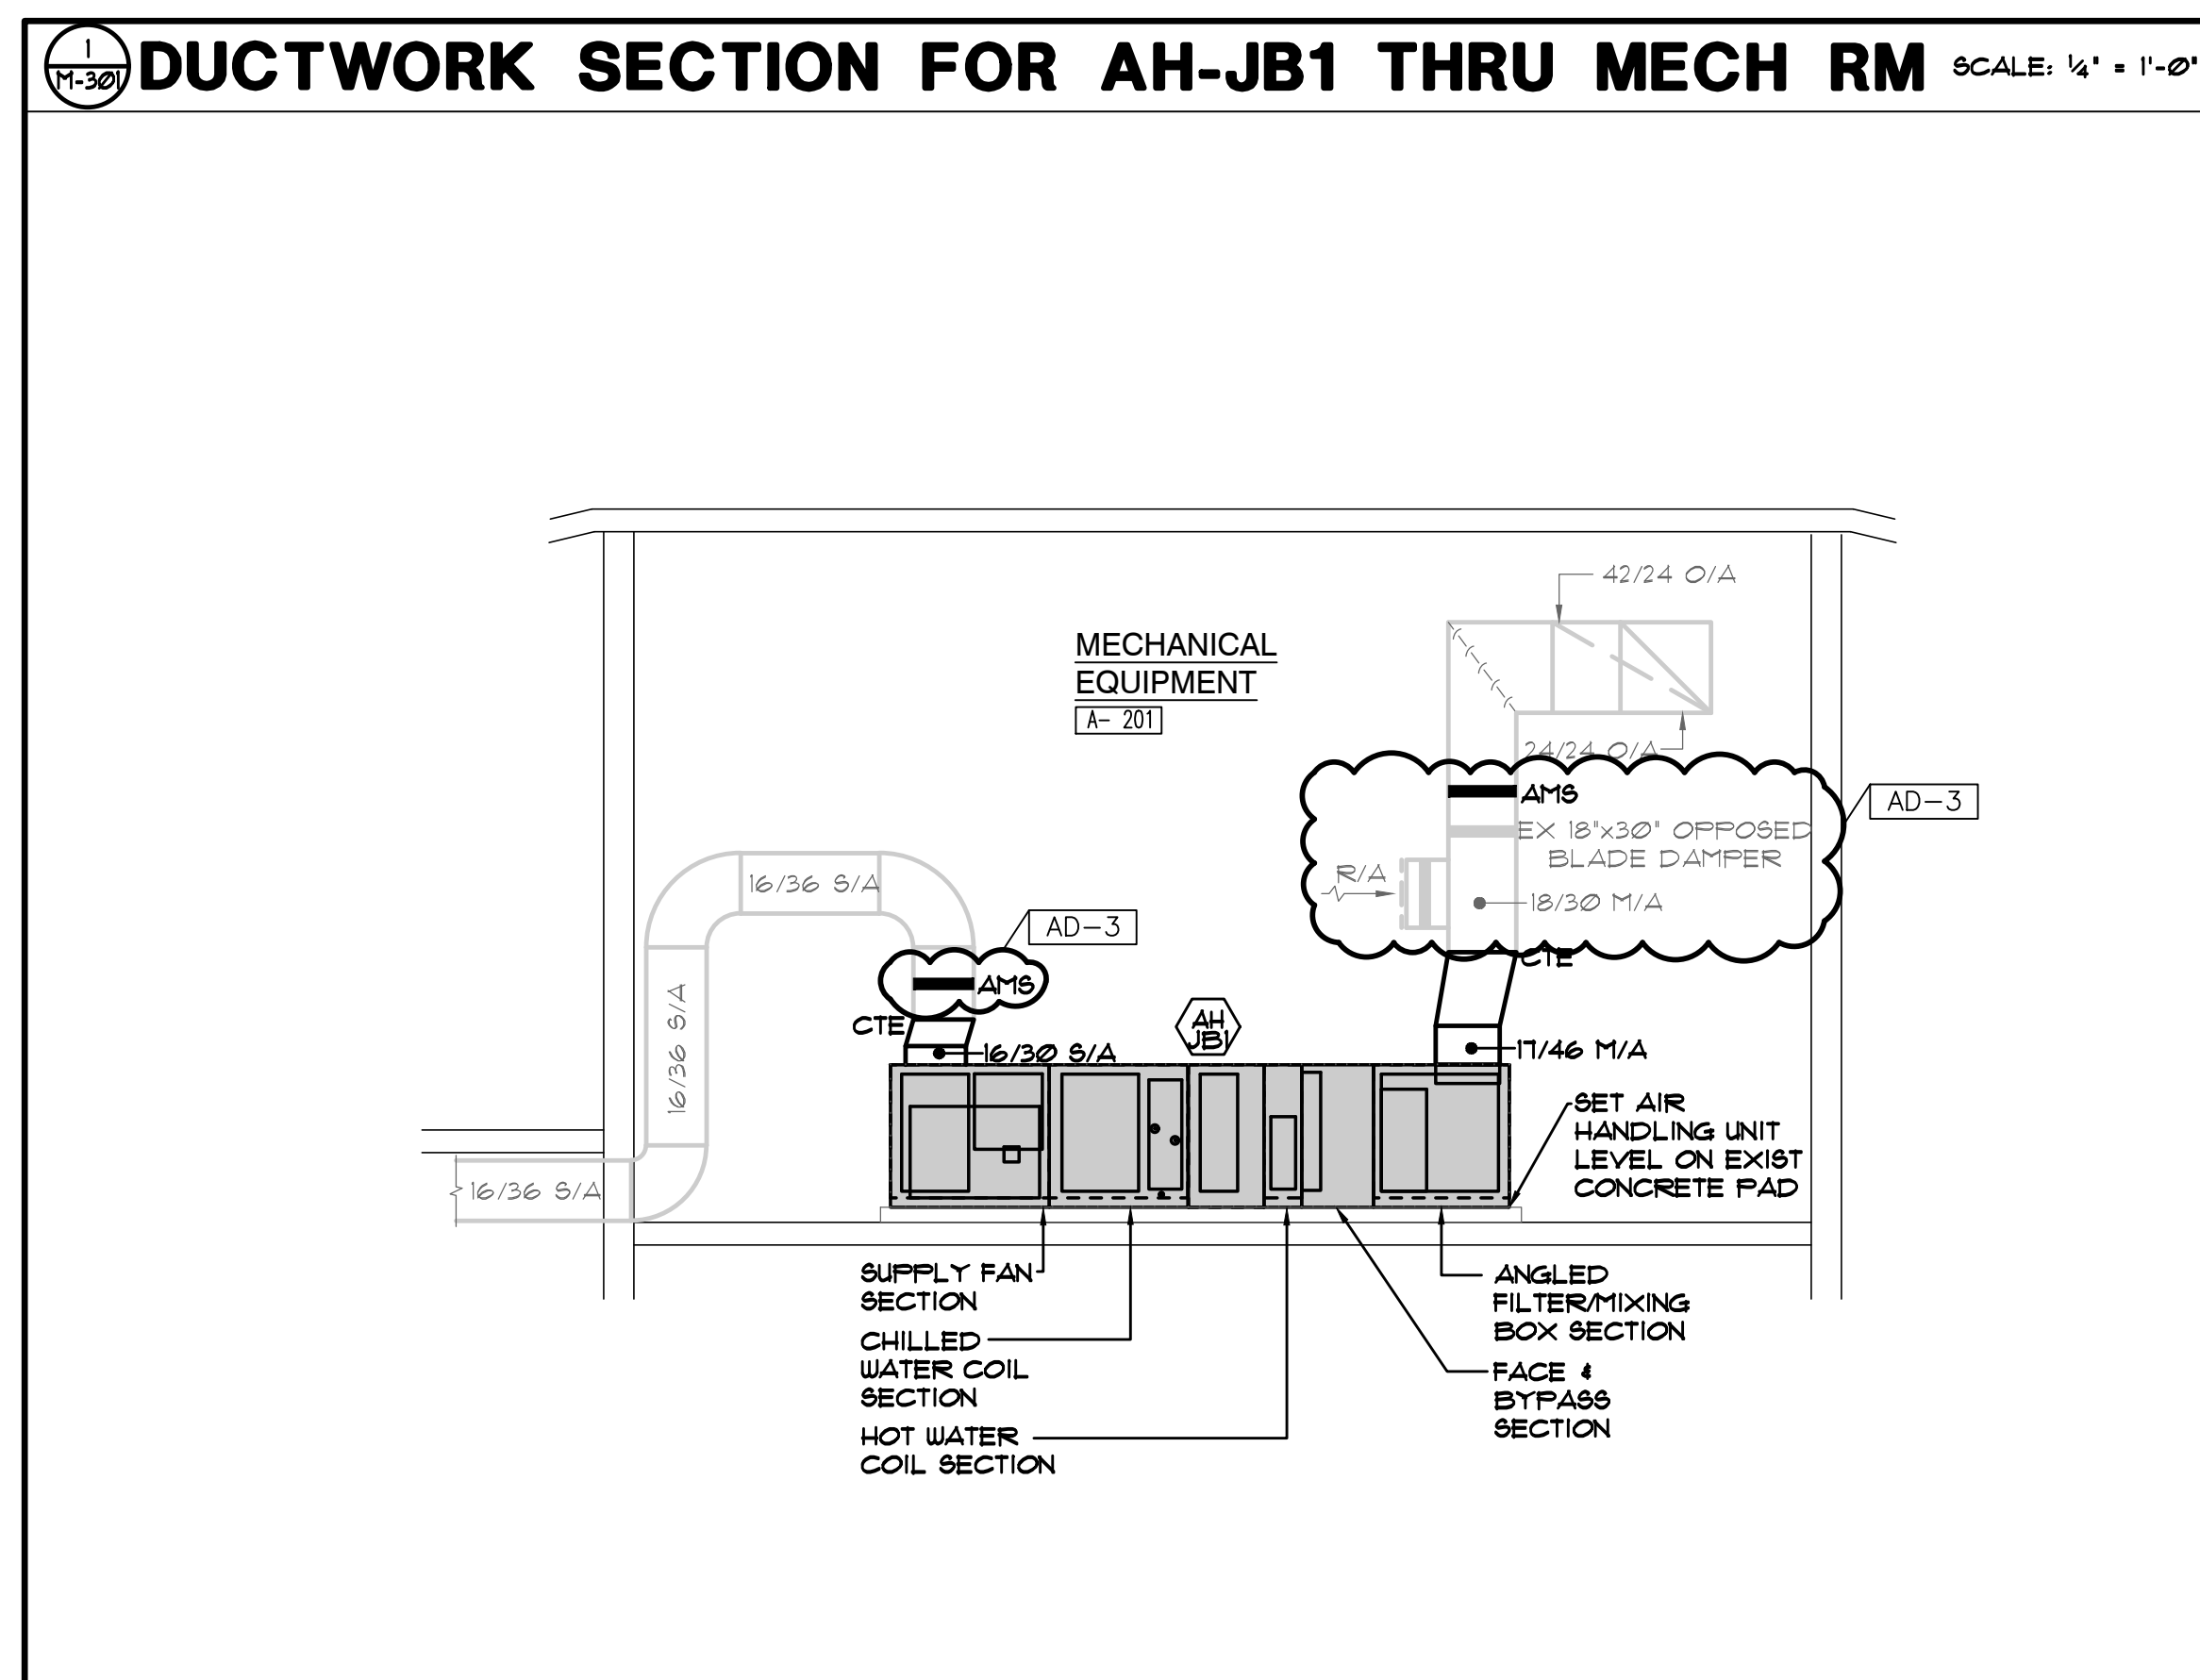 1
M-301
DUCTWORK SECTION FOR AH-JB1 THRU MECH RM
SCALE: 1/4" = 1'-0"
42/24 O/A
MECHANICAL
EQUIPMENT
A- 201
24/24 O/A
AMS
AD-3
EX 18"x30" OPPOSED
BLADE DAMPER
R/A
18/30 M/A
16/36 S/A
AD-3
CTE
AMS
16/36 S/A
CTE
AH
JB1
16/30 S/A
17/46 M/A
SET AIR
HANDLING UNIT
LEVEL ON EXIST
CONCRETE PAD
16/36 S/A
SUPPLY FAN
SECTION
CHILLED
WATER COIL
SECTION
HOT WATER
COIL SECTION
ANGLED
FILTER/MIXING
BOX SECTION
FACE &
BYPASS
SECTION